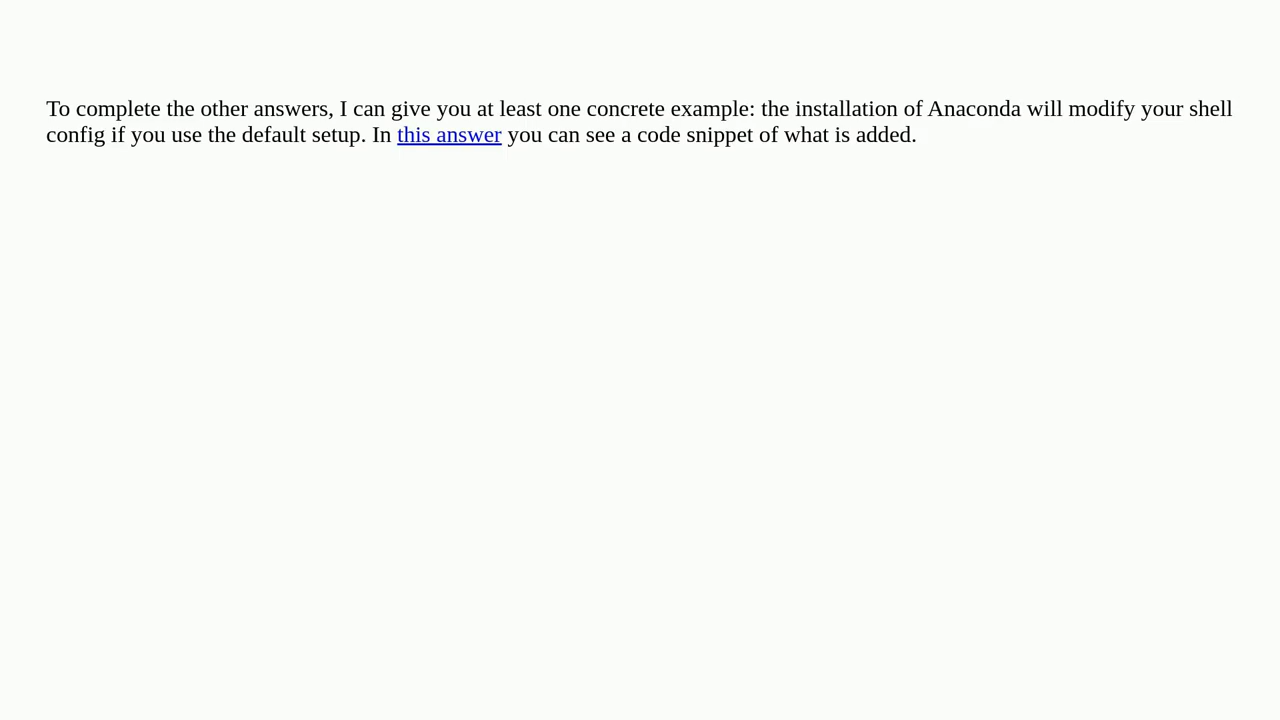 To complete the other answers, I can give you at least one concrete example: the installation of Anaconda will modify your shell
config if you use the default setup. In this answer you can see a code snippet of what is added.